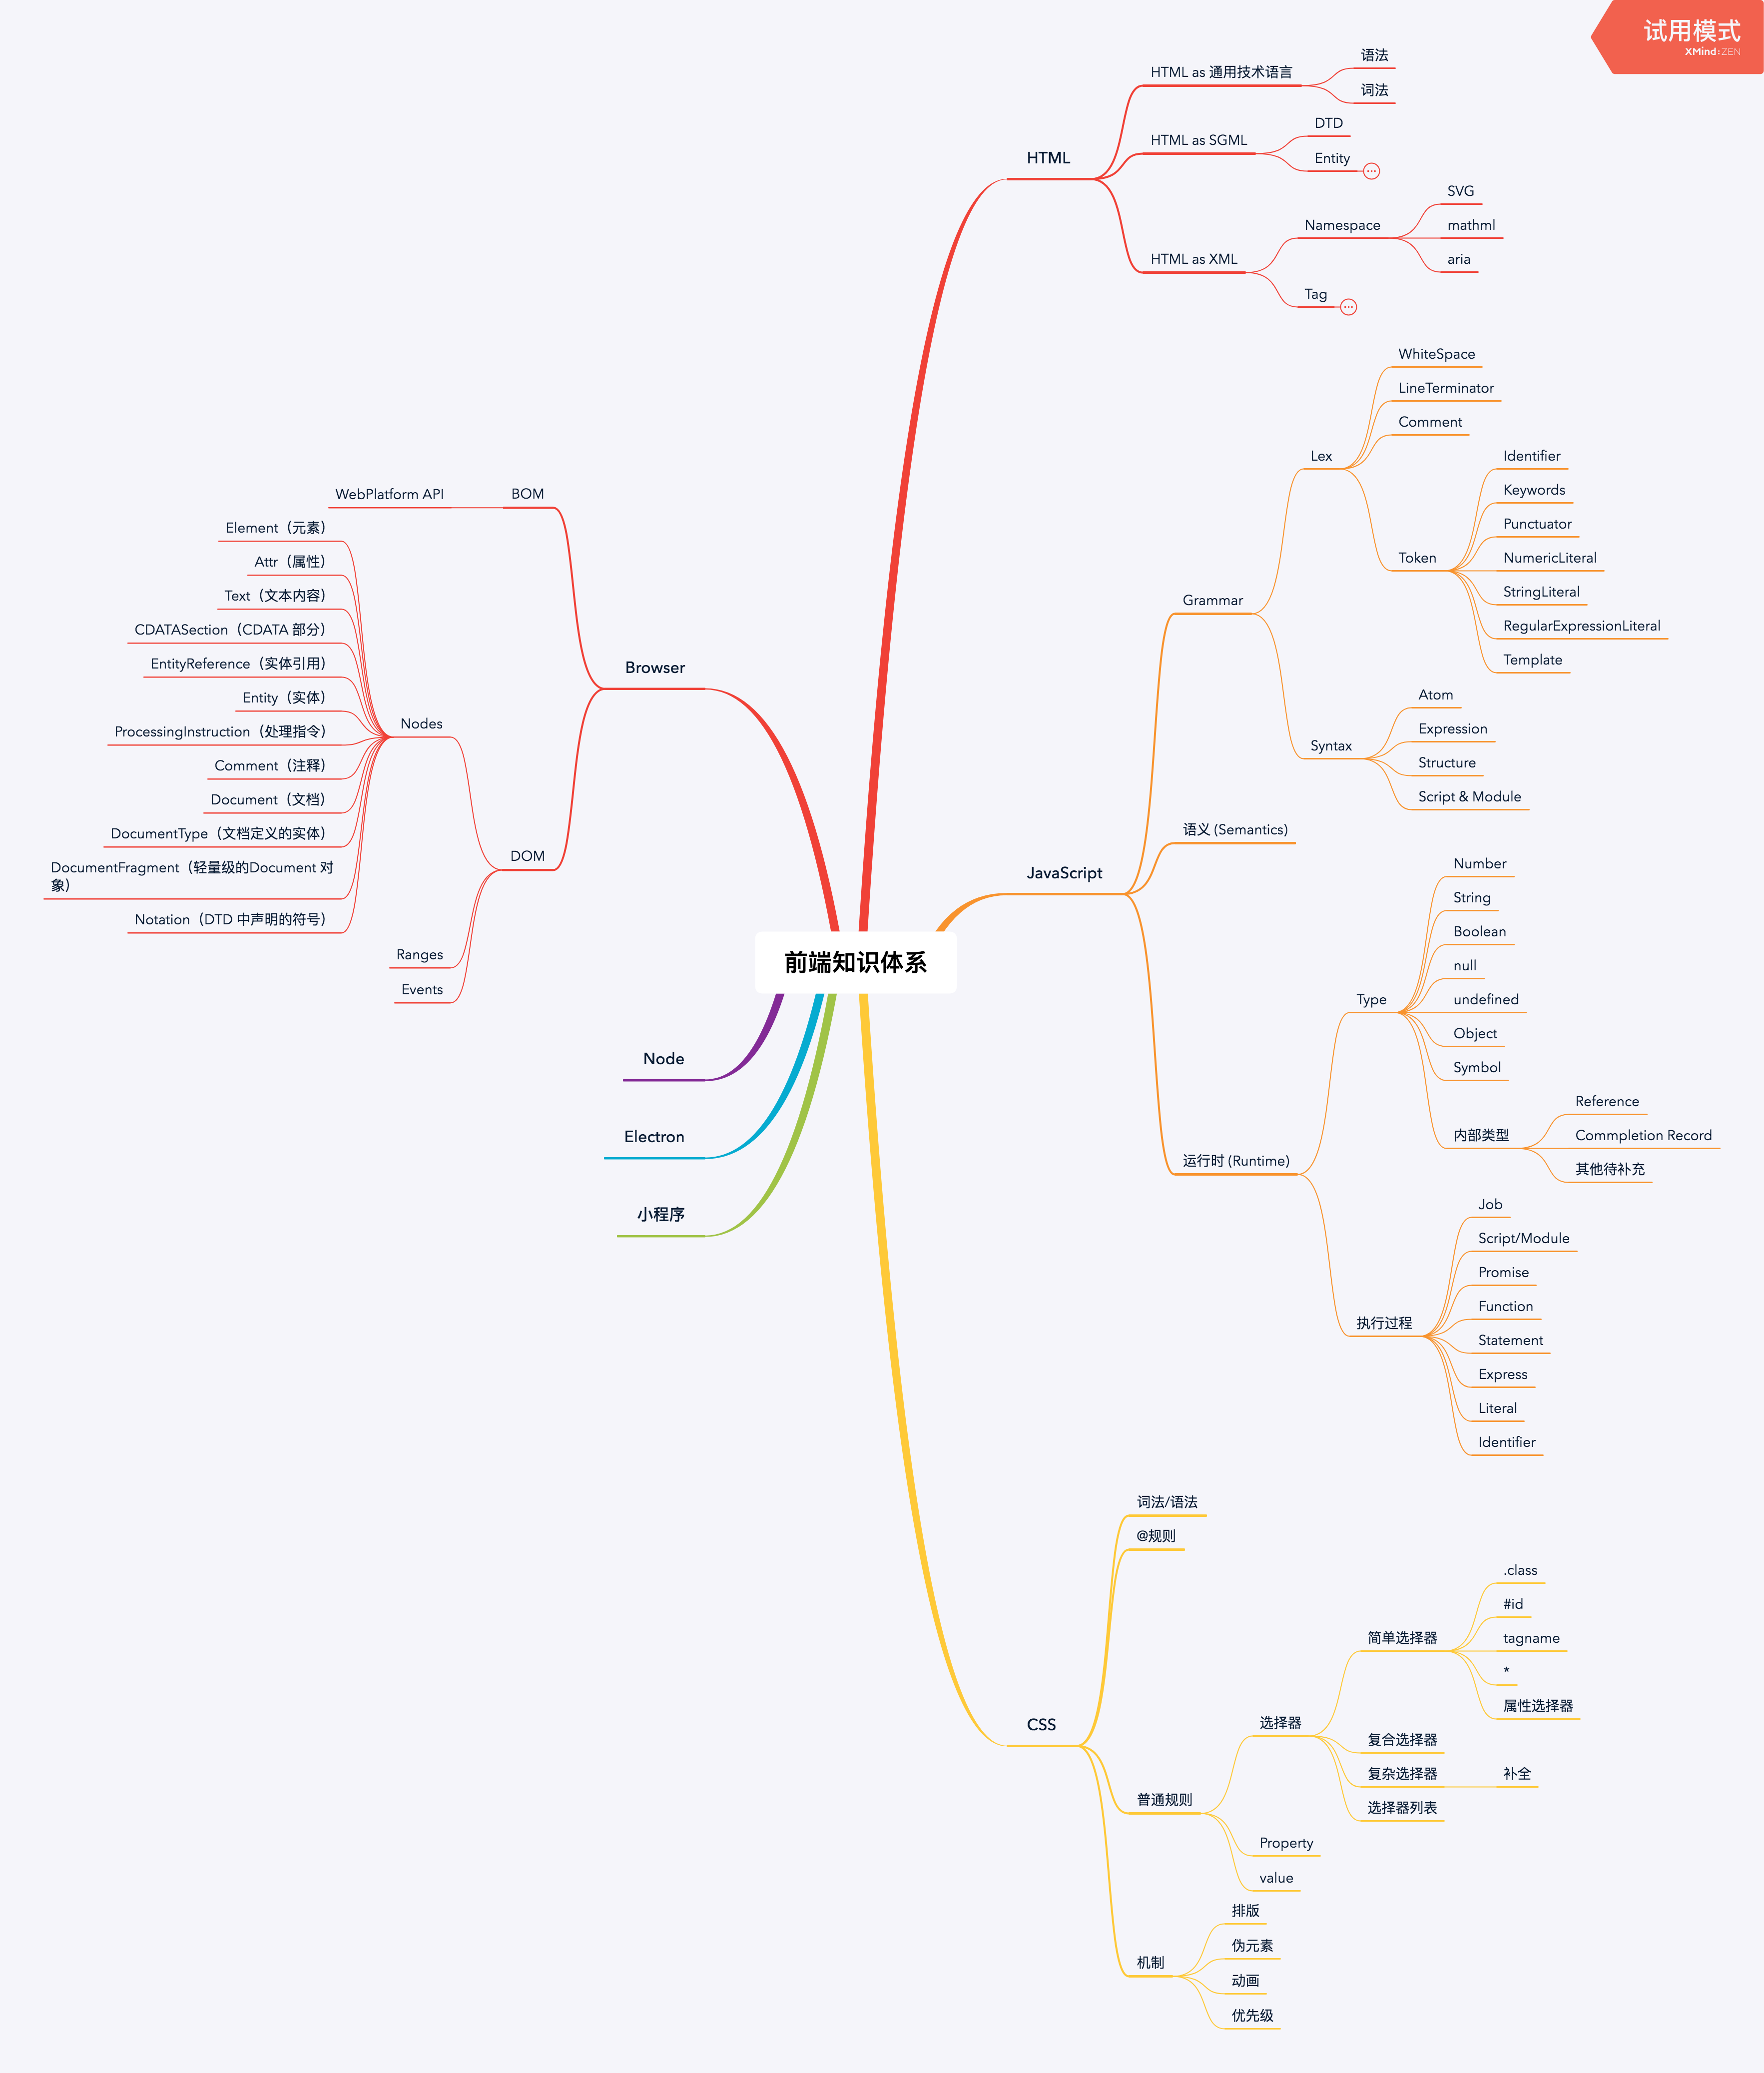 试用模式
XMind:ZEN
前端知识体系
HTML
HTML as 通用技术语言
语法
词法
HTML as SGML
DTD
Entity
HTML as XML
Namespace
SVG
mathml
aria
Tag
JavaScript
Grammar
Lex
WhiteSpace
LineTerminator
Comment
Token
Identifier
Keywords
Punctuator
NumericLiteral
StringLiteral
RegularExpressionLiteral
Template
Syntax
Atom
Expression
Structure
Script & Module
语义 (Semantics)
运行时 (Runtime)
Type
Number
String
Boolean
null
undefined
Object
Symbol
内部类型
Reference
Commpletion Record
其他待补充
执行过程
Job
Script/Module
Promise
Function
Statement
Express
Literal
Identifier
CSS
词法/语法
@规则
普通规则
选择器
简单选择器
.class
#id
tagname
*
属性选择器
复合选择器
复杂选择器
补全
选择器列表
Property
value
机制
排版
伪元素
动画
优先级
Browser
BOM
WebPlatform API
DOM
Nodes
Element（元素）
Attr（属性）
Text（文本内容）
CDATASection（CDATA 部分）
EntityReference（实体引用）
Entity（实体）
ProcessingInstruction（处理指令）
Comment（注释）
Document（文档）
DocumentType（文档定义的实体）
DocumentFragment（轻量级的Document 对
象）
Notation（DTD 中声明的符号）
Ranges
Events
Node
Electron
小程序